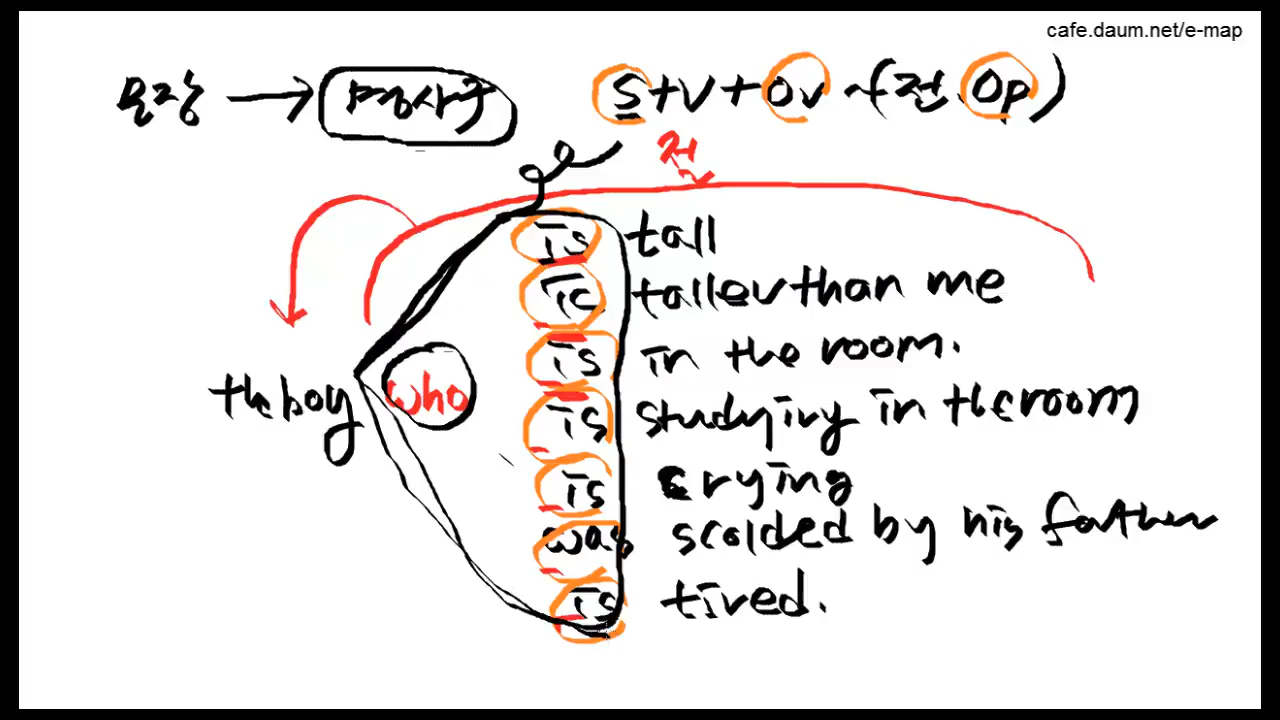 cafe.daum.net/e-map
문장 → 명사구 S+V+Ov ~(전 Op)
is tall
is taller than me
is in the room.
the boy who is studying in the room
is crying
was scolded by his father
is tired.